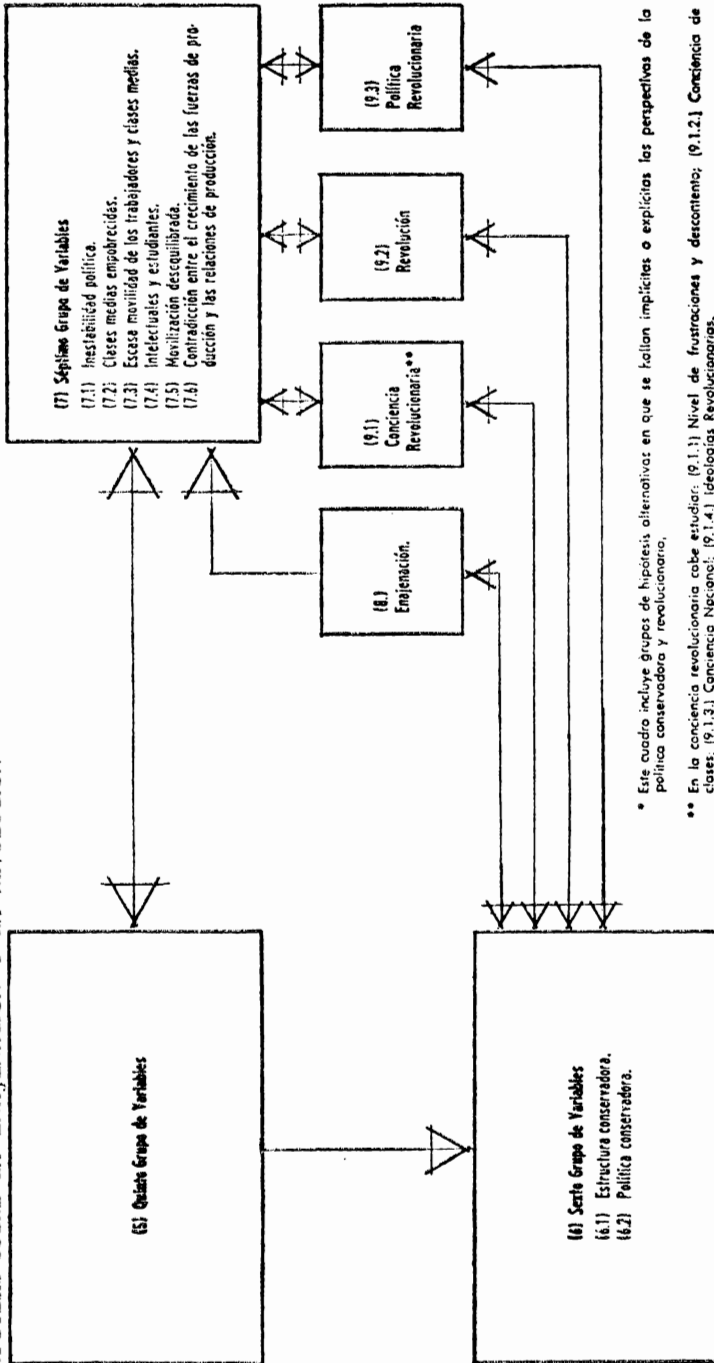 (5) Quinto Grupo de Variables
(7) Séptimo Grupo de Variables
(7.1) Inestabilidad política.
(7.2) Clases medias empobrecidas.
(7.3) Escasa movilidad de los trabajadores y clases medias.
(7.4) Intelectuales y estudiantes.
(7.5) Movilización desequilibrada.
(7.6) Contradicción entre el crecimiento de las fuerzas de pro-
ducción y las relaciones de producción.
(8.)
Enajenación.
(9.1)
Conciencia
Revolucionaria**
(9.2)
Revolución
(9.3)
Política
Revolucionaria
(6) Sexto Grupo de Variables
(6.1) Estructura conservadora.
(6.2) Política conservadora.
* Este cuadro incluye grupos de hipótesis alternativas en que se hallan implícitas o explícitas las perspectivas de la
política conservadora y revolucionaria.
** En la conciencia revolucionaria cabe estudiar: (9.1.1) Nivel de frustraciones y descontento; (9.1.2.) Conciencia de
clases; (9.1.3.) Conciencia Nacional; (9.1.4.) Ideologías Revolucionarias.